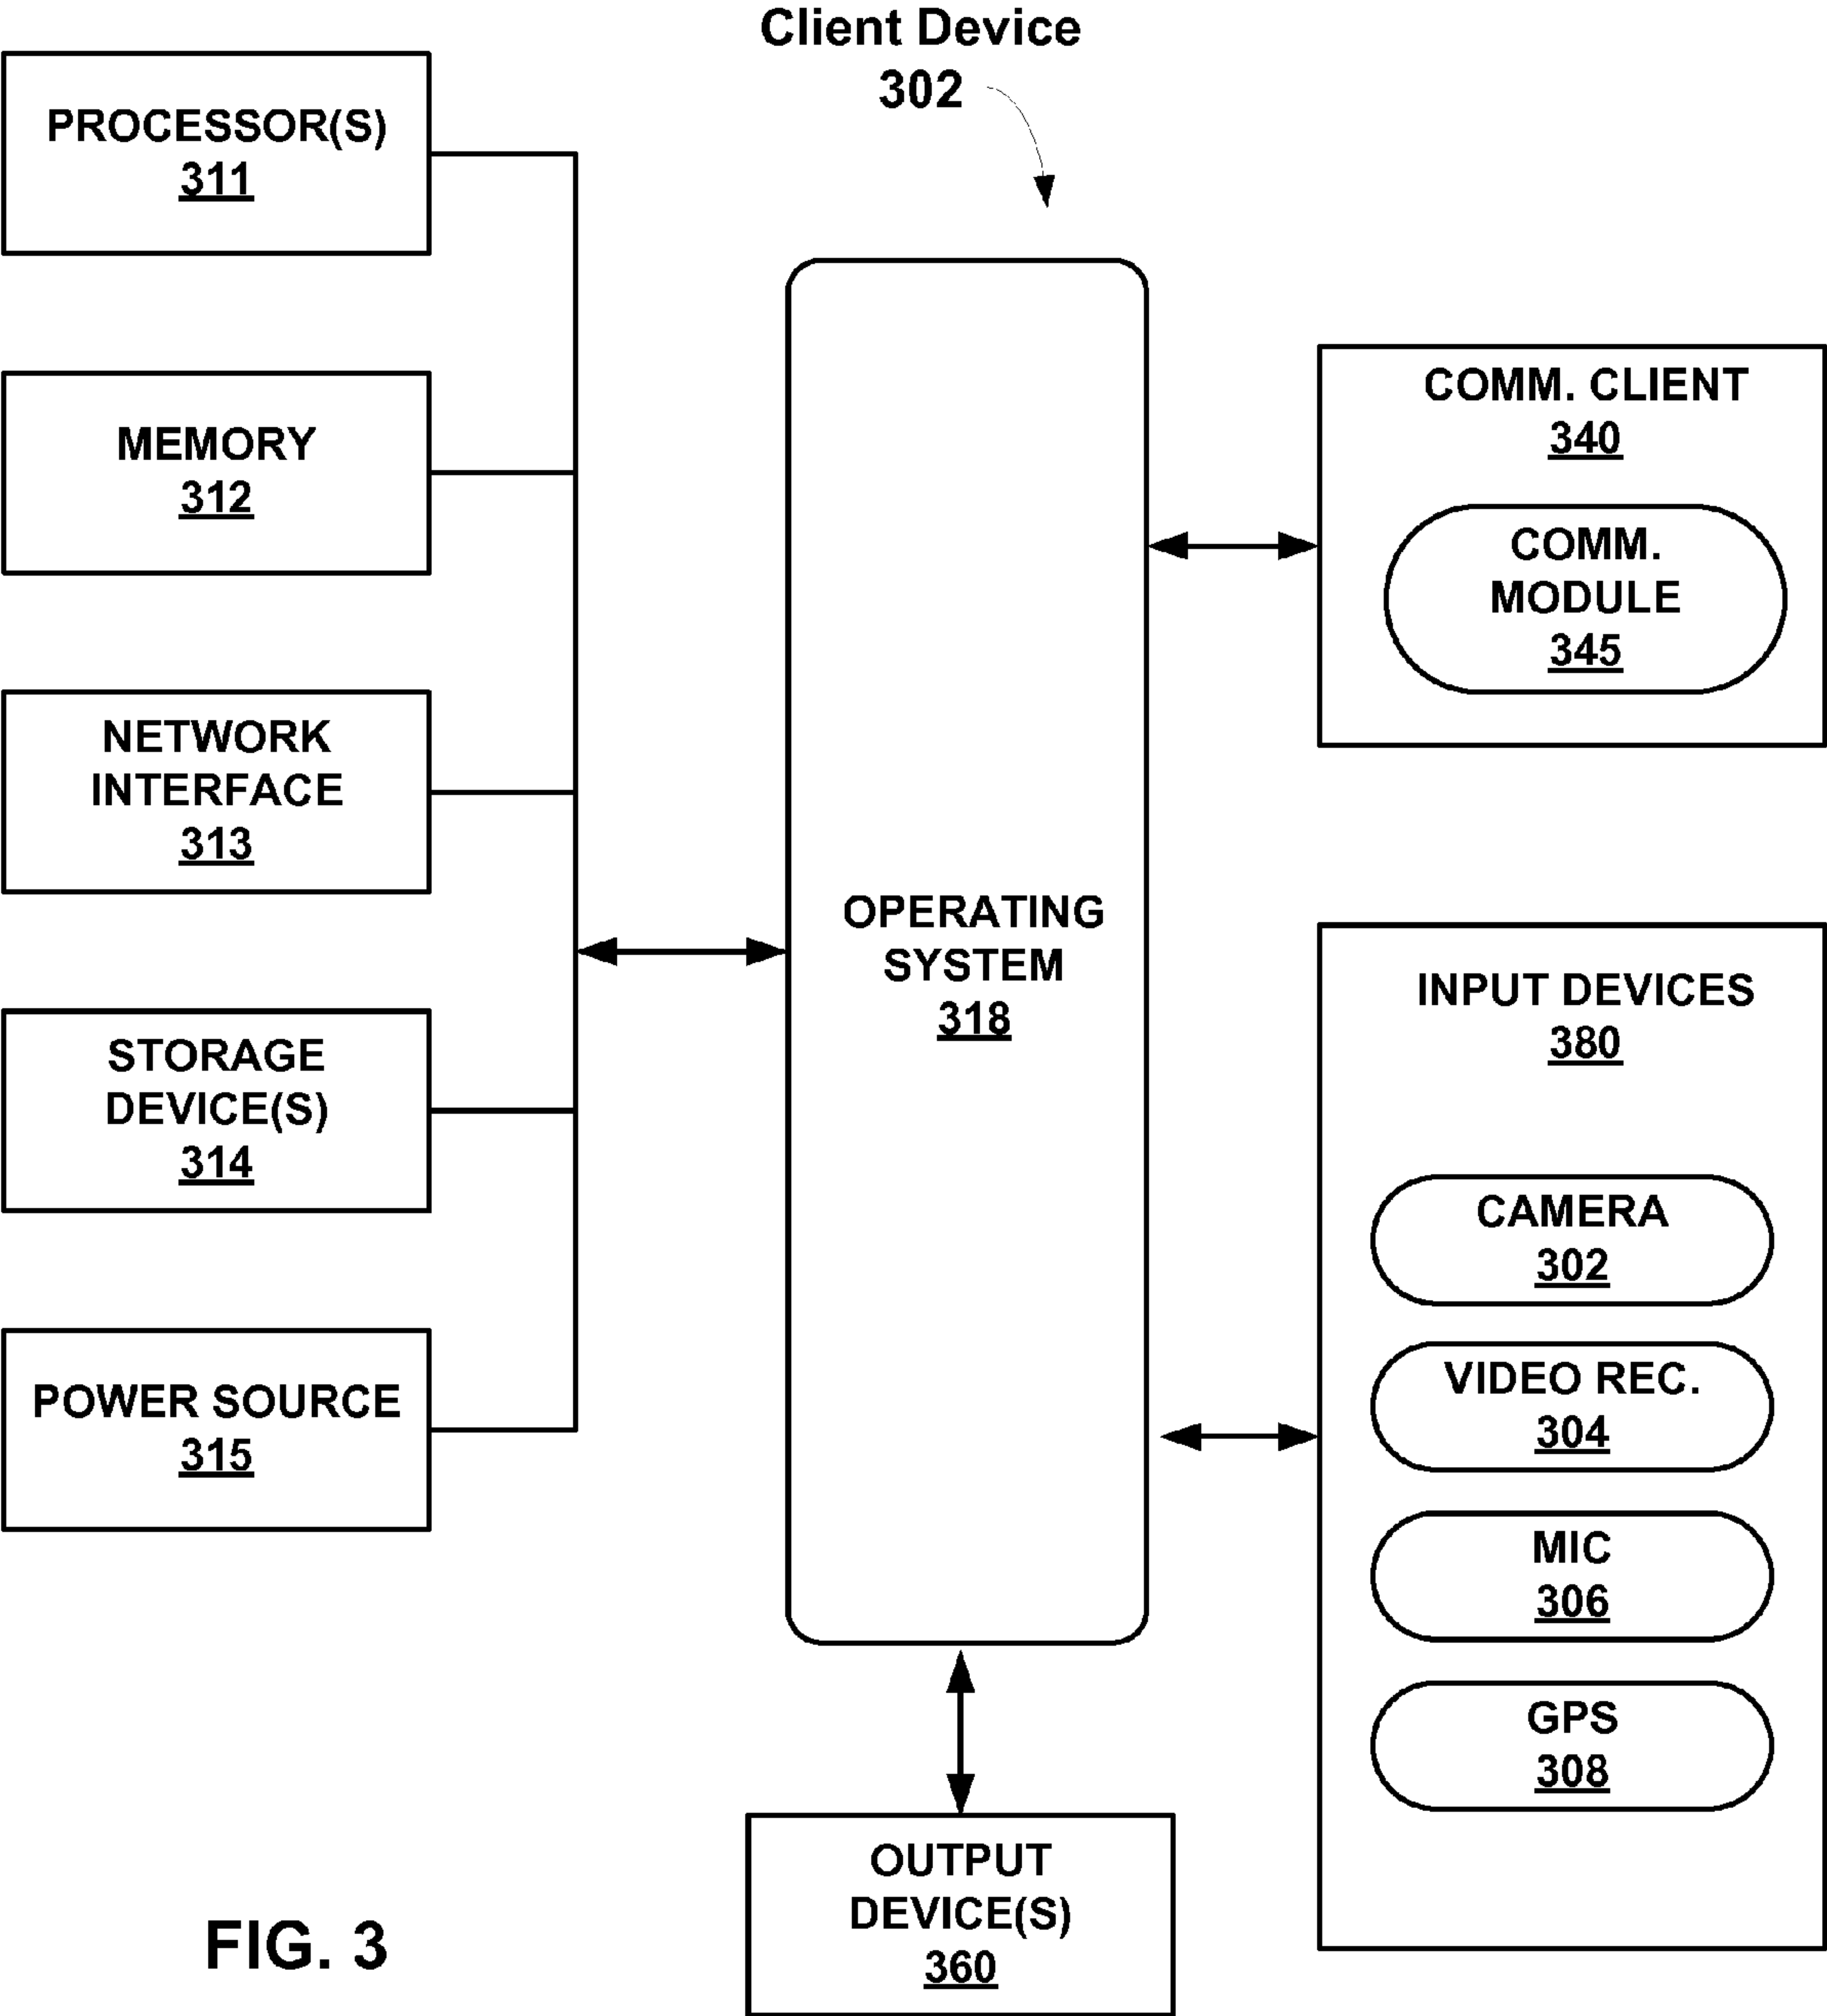 Client Device
302
PROCESSOR(S)
311
MEMORY
312
NETWORK
INTERFACE
313
STORAGE
DEVICE(S)
314
POWER SOURCE
315
OPERATING
SYSTEM
318
COMM. CLIENT
340
COMM.
MODULE
345
INPUT DEVICES
380
CAMERA
302
VIDEO REC.
304
MIC
306
GPS
308
OUTPUT
DEVICE(S)
360
FIG. 3